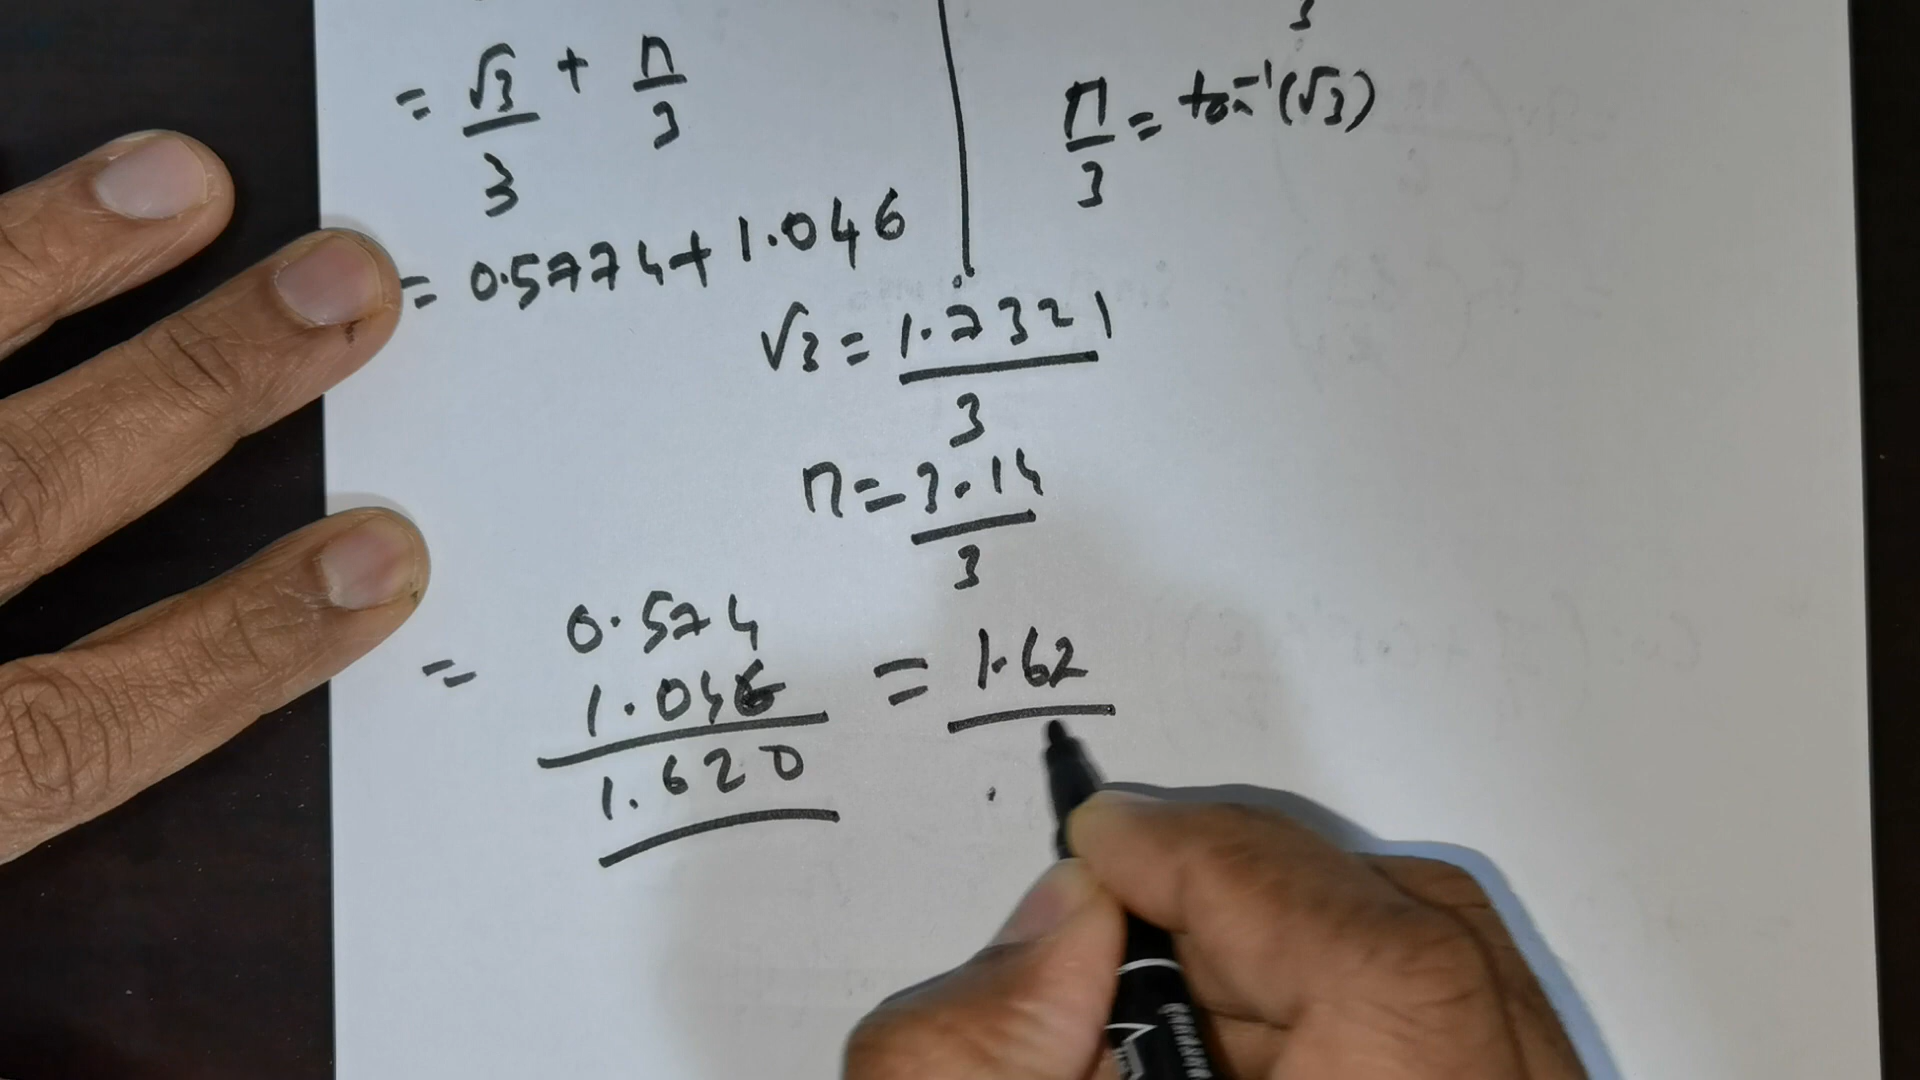 = √3/3 + π/3
π/3 = tan⁻¹(√3)
= 0.5774 + 1.046
√3 = 1.7321/3
π = 3.14/3
= 0.574
1.046
1.620
= 1.62